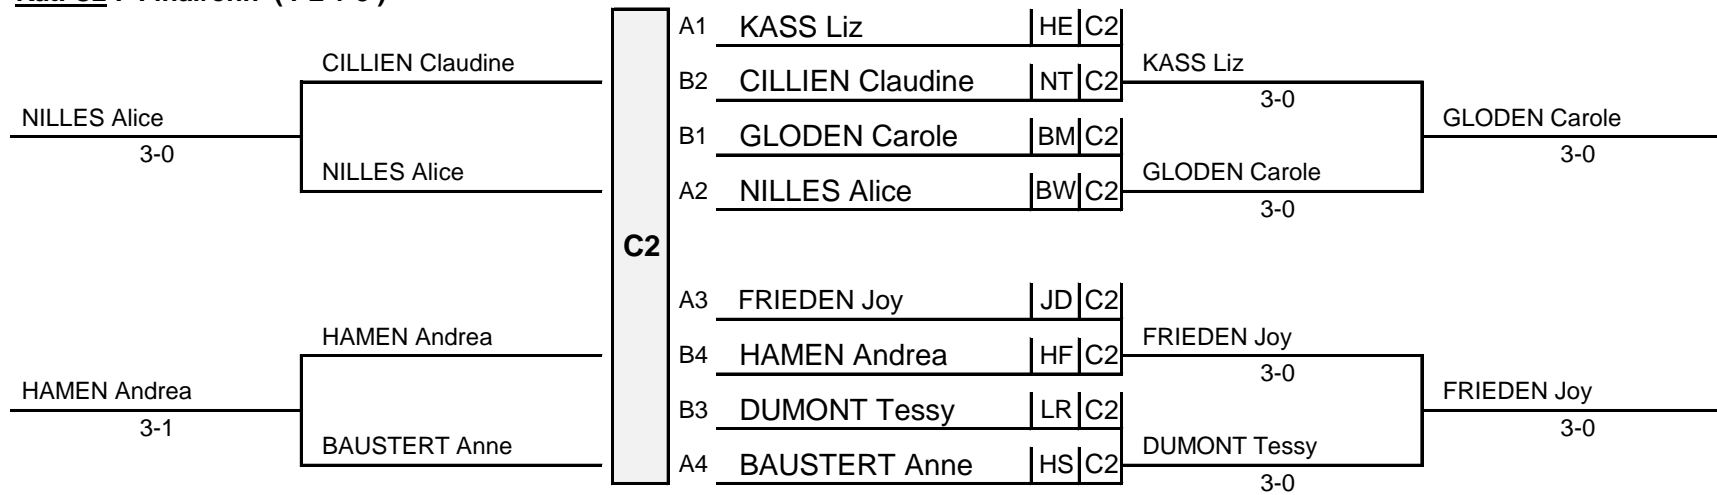 CILLIEN Claudine
NILLES Alice
3-0
NILLES Alice
HAMEN Andrea
HAMEN Andrea
3-1
BAUSTERT Anne
C2
A1 KASS Liz HE C2
B2 CILLIEN Claudine NT C2
B1 GLODEN Carole BM C2
A2 NILLES Alice BW C2
A3 FRIEDEN Joy JD C2
B4 HAMEN Andrea HF C2
B3 DUMONT Tessy LR C2
A4 BAUSTERT Anne HS C2
KASS Liz
3-0
GLODEN Carole
3-0
GLODEN Carole
3-0
FRIEDEN Joy
3-0
FRIEDEN Joy
3-0
DUMONT Tessy
3-0